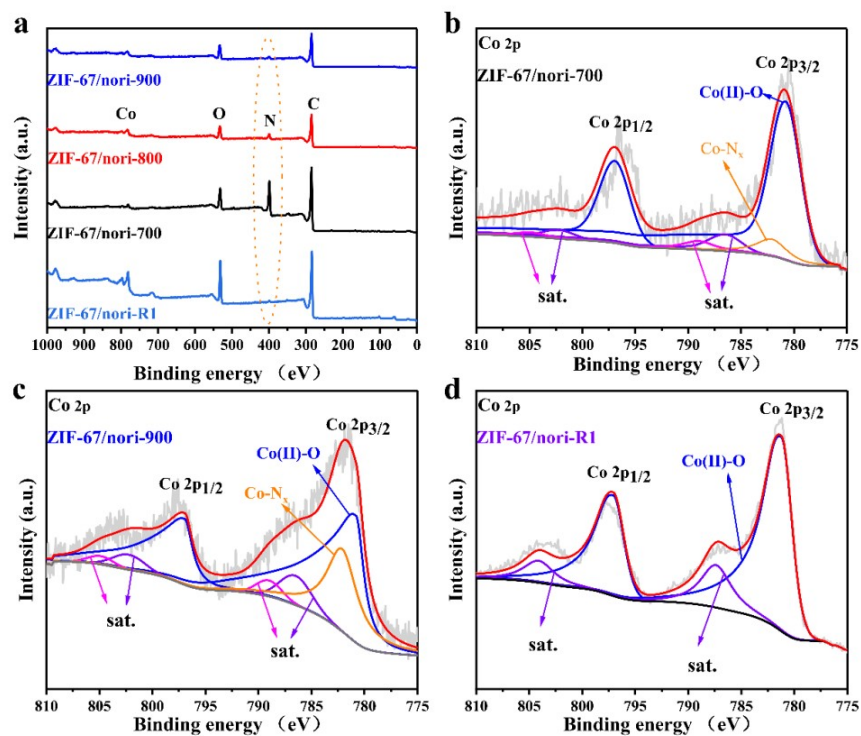 a
ZIF-67/nori-900
Co O N C
ZIF-67/nori-800
ZIF-67/nori-700
ZIF-67/nori-R1
Intensity (a.u.)
1000 900 800 700 600 500 400 300 200 100 0
Binding energy （eV）
b
Co 2p
ZIF-67/nori-700
Co 2p3/2
Co(II)-O
Co 2p1/2
Co-Nx
sat.
sat.
Intensity (a.u.)
810 805 800 795 790 785 780 775
Binding energy （eV）
c
Co 2p
ZIF-67/nori-900
Co 2p3/2
Co(II)-O
Co 2p1/2
Co-Nx
sat.
sat.
Intensity (a.u.)
810 805 800 795 790 785 780 775
Binding energy （eV）
d
Co 2p
ZIF-67/nori-R1
Co 2p3/2
Co(II)-O
Co 2p1/2
sat.
sat.
Intensity (a.u.)
810 805 800 795 790 785 780 775
Binding energy （eV）